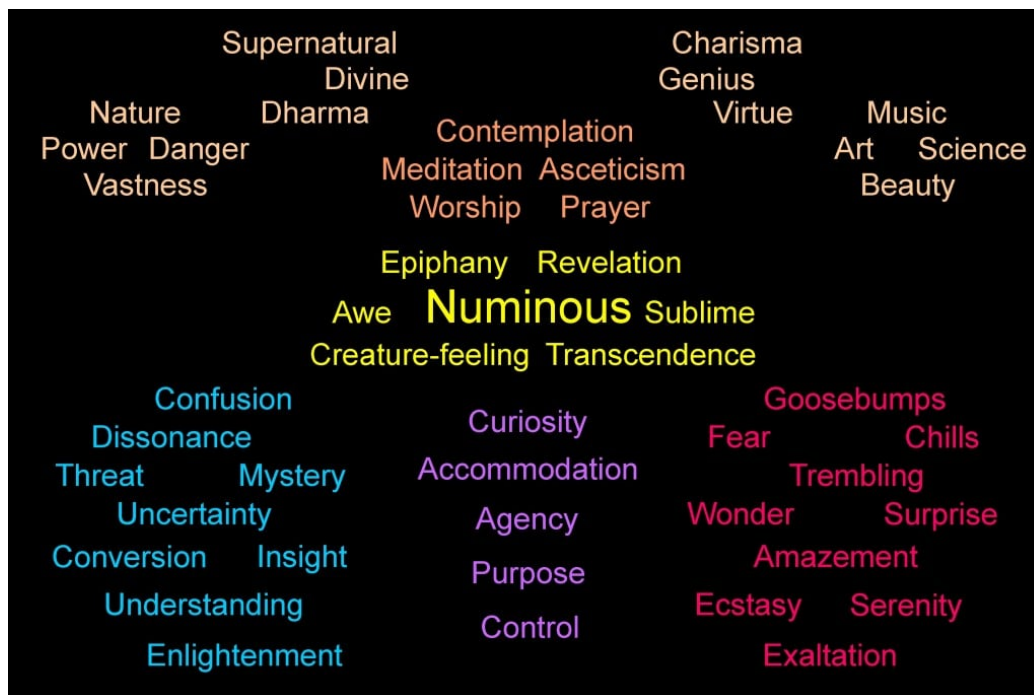 Supernatural Charisma
Divine Genius
Nature Dharma Virtue Music
Contemplation
Power Danger Art Science
Meditation Asceticism
Vastness Beauty
Worship Prayer
Epiphany Revelation
Awe Numinous Sublime
Creature-feeling Transcendence
Confusion Goosebumps
Curiosity
Dissonance Fear Chills
Accommodation
Threat Mystery Trembling
Uncertainty Agency Wonder Surprise
Conversion Insight Amazement
Purpose
Understanding Ecstasy Serenity
Control
Enlightenment Exaltation